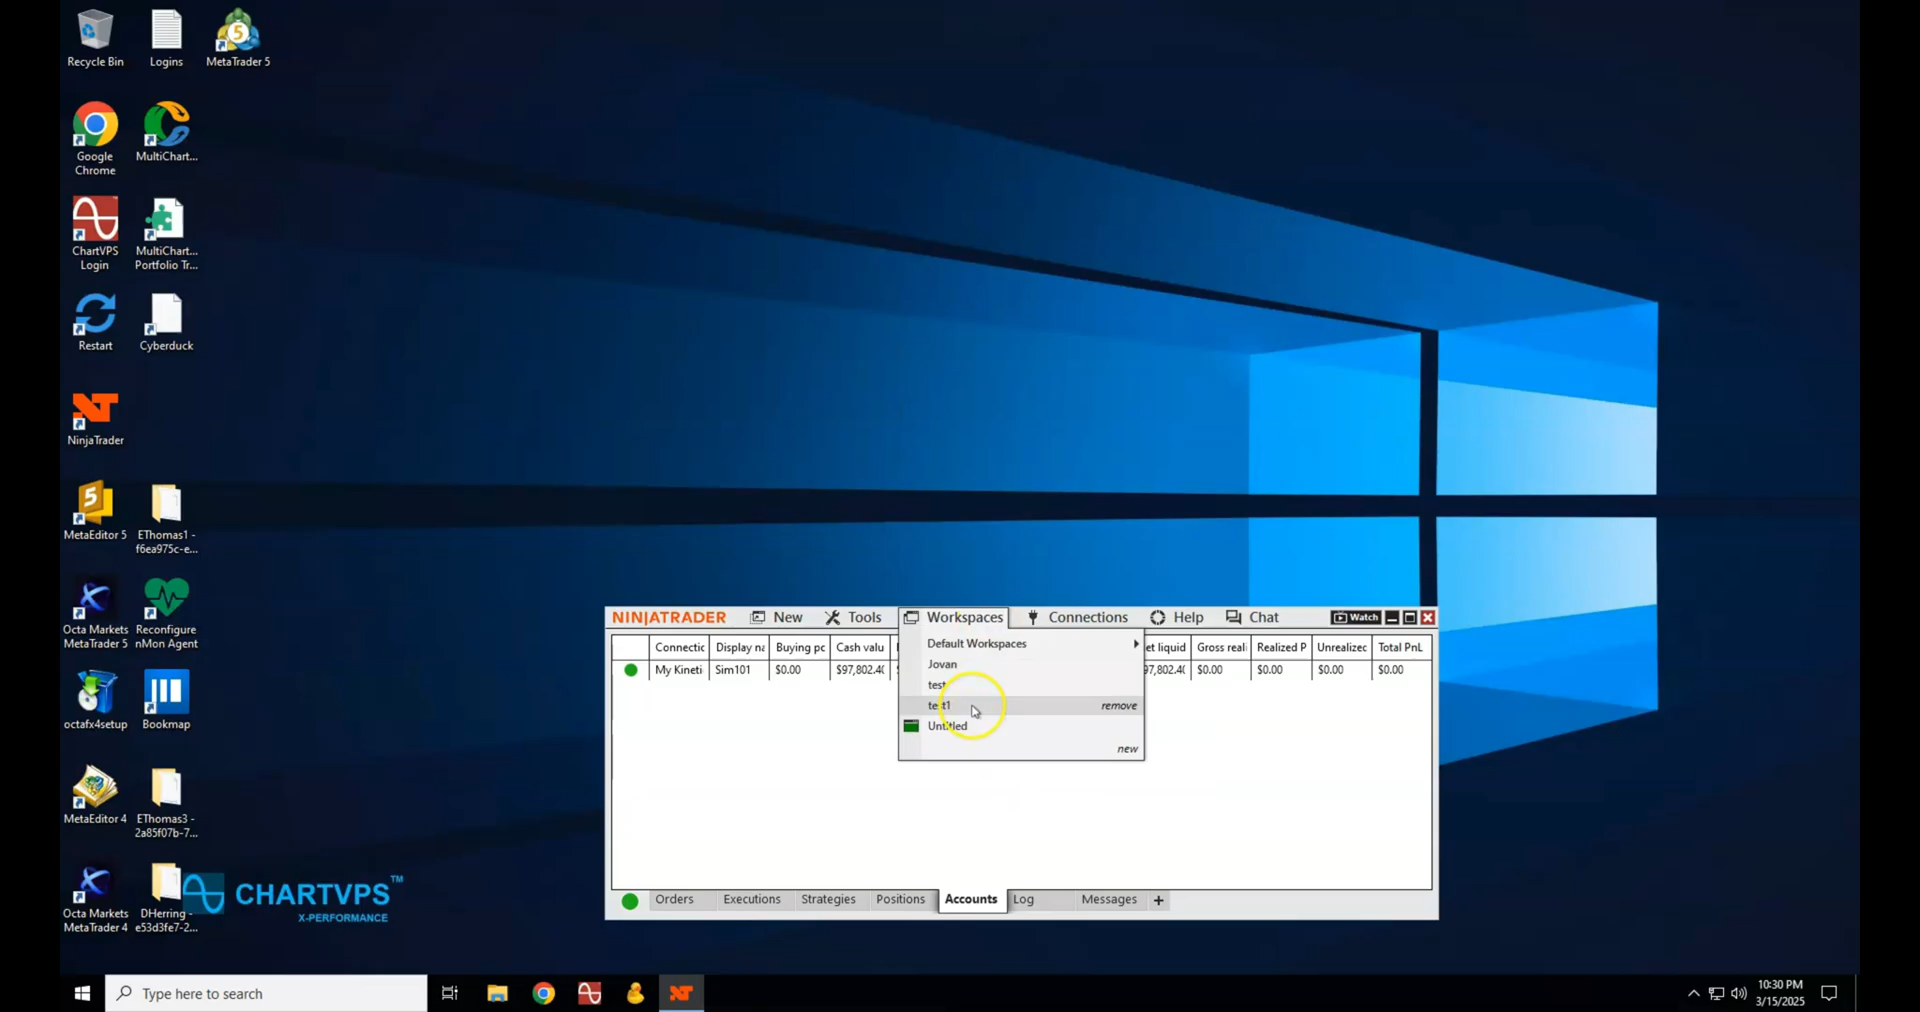 Recycle Bin
Logins
MetaTrader 5
Google
Chrome
MultiChart...
ChartVPS
Login
MultiChart...
Portfolio Tr...
Restart
Cyberduck
NinjaTrader
MetaEditor 5
EThomas1 -
f6ea975c-e...
Octa Markets
MetaTrader 5
Reconfigure
nMon Agent
octafx4setup
Bookmap
MetaEditor 4
EThomas3 -
2a85f07b-7...
Octa Markets
MetaTrader 4
DHerring -
e53d3fe7-2...
CHARTVPS™
X-PERFORMANCE
NINJATRADER New Tools Workspaces Connections Help Chat Watch
Connectic Display na Buying pc Cash valu et liquid Gross reali Realized P Unrealizec Total PnL
My Kineti Sim101 $0.00 $97,802.4( 97,802.4( $0.00 $0.00 $0.00 $0.00
Default Workspaces
Jovan
test
test1 remove
Untitled
new
Orders Executions Strategies Positions Accounts Log Messages +
Type here to search
10:30 PM
3/15/2025